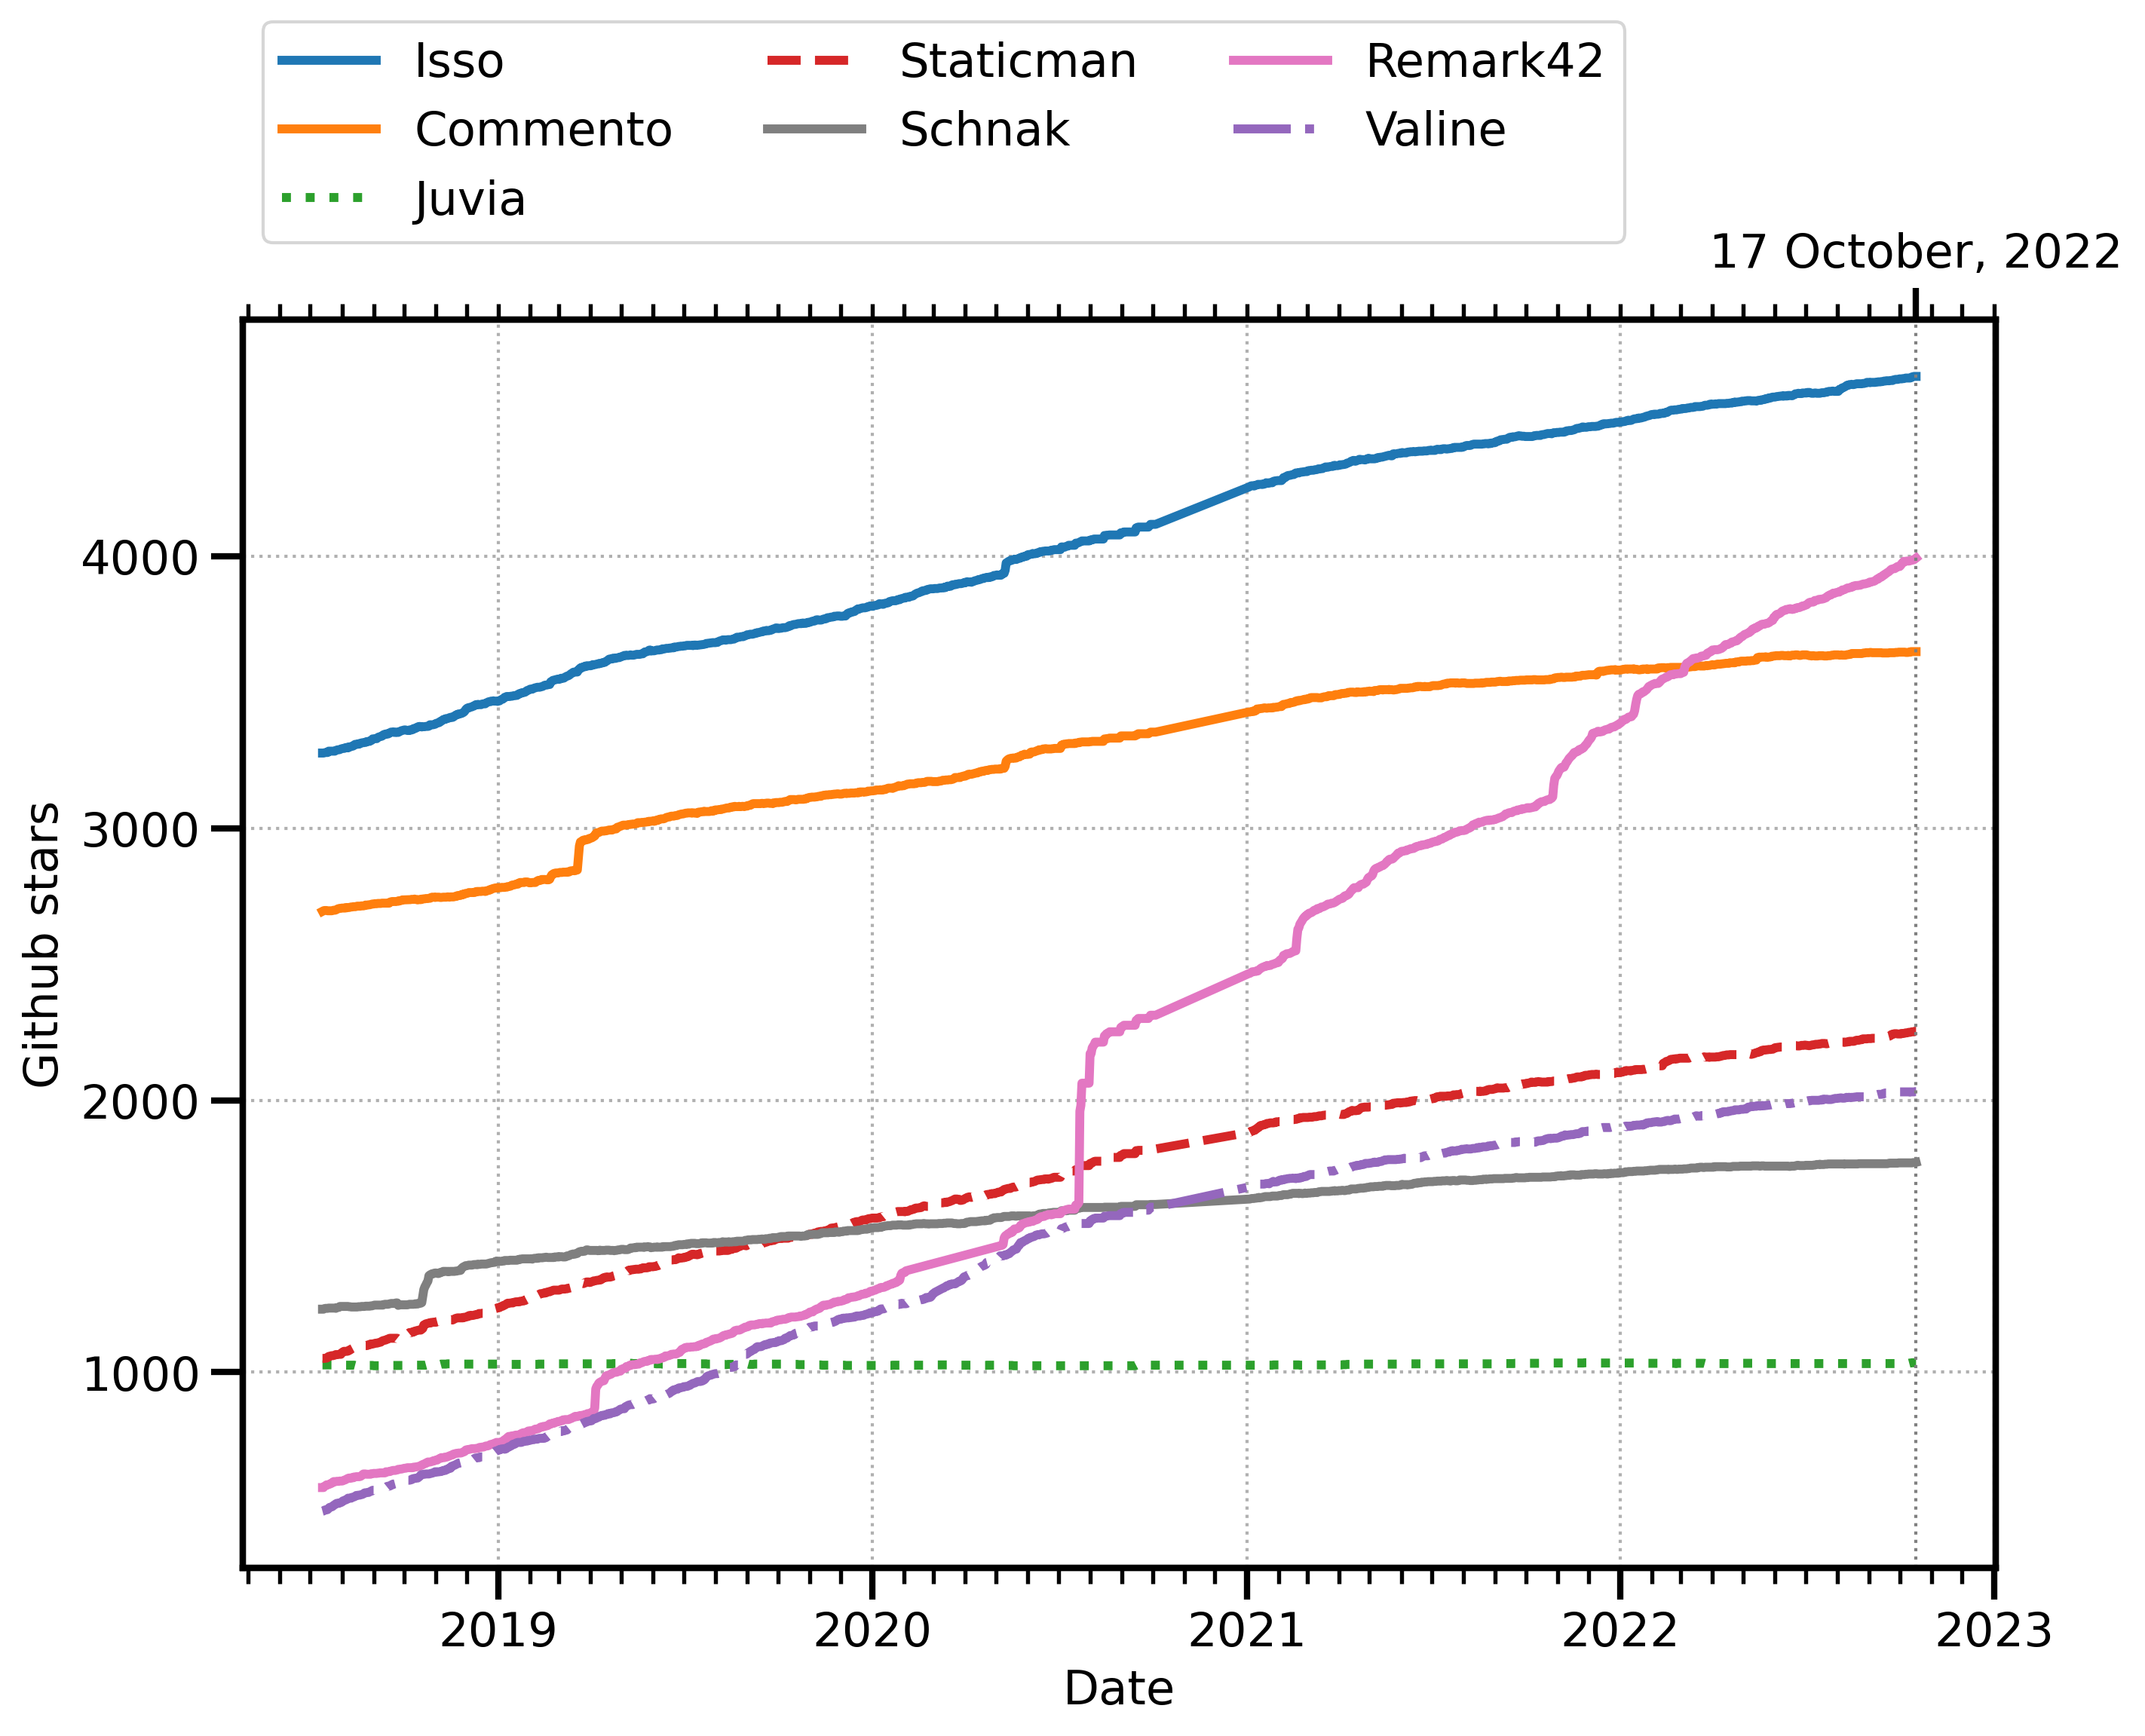 Isso Staticman Remark42
Commento Schnak Valine
Juvia
17 October, 2022
4000
3000
2000
1000
Github stars
2019 2020 2021 2022 2023
Date